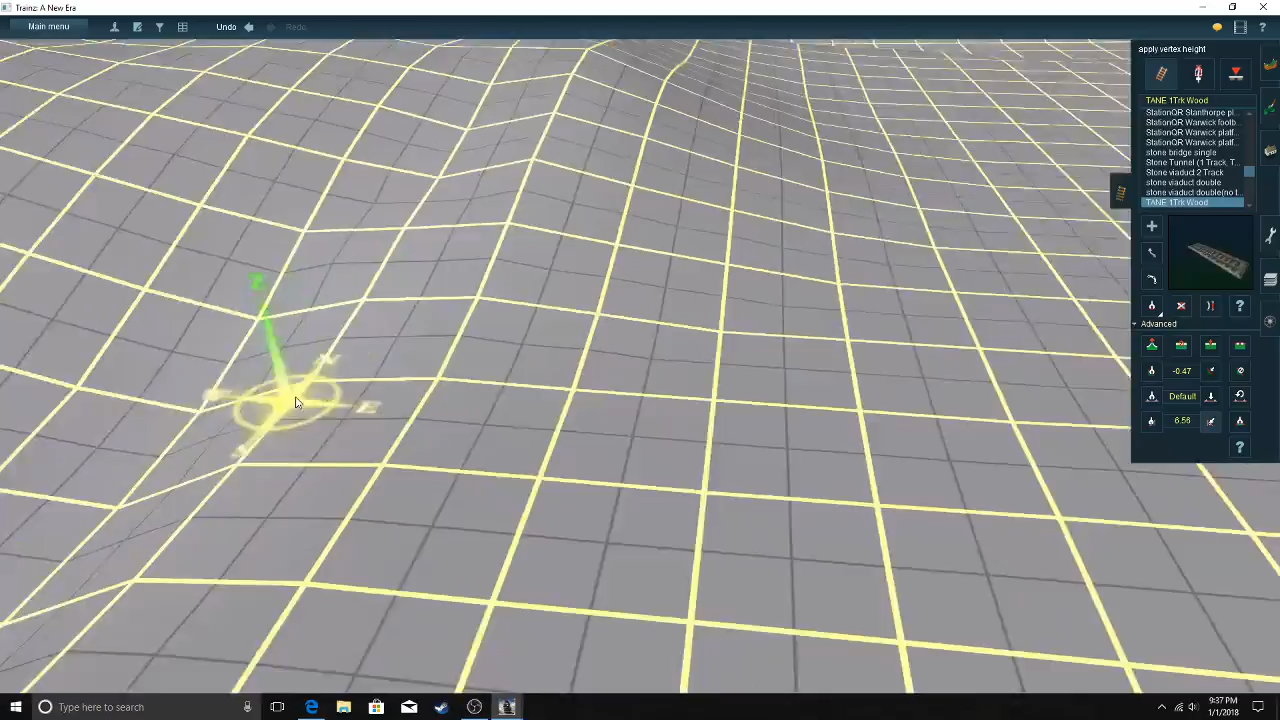 Trainz: A New Era
Main menu
Undo
Redo
?
apply vertex height
TANE 1Trk Wood
StationQR Stanthorpe pl...
StationQR Warwick footb...
StationQR Warwick platf...
StationQR Warwick platf...
stone bridge single
Stone Tunnel (1 Track, T...
Stone viaduct 2 Track
stone viaduct double
stone viaduct double(no t...
TANE 1Trk Wood
?
Advanced
-0.47
Default
6.56
?
Type here to search
9:37 PM
1/1/2018